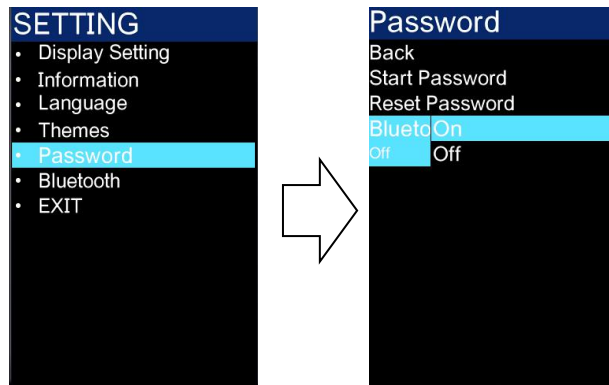 SETTING
• Display Setting
• Information
• Language
• Themes
• Password
• Bluetooth
• EXIT
Password
Back
Start Password
Reset Password
Blueto On
Off Off